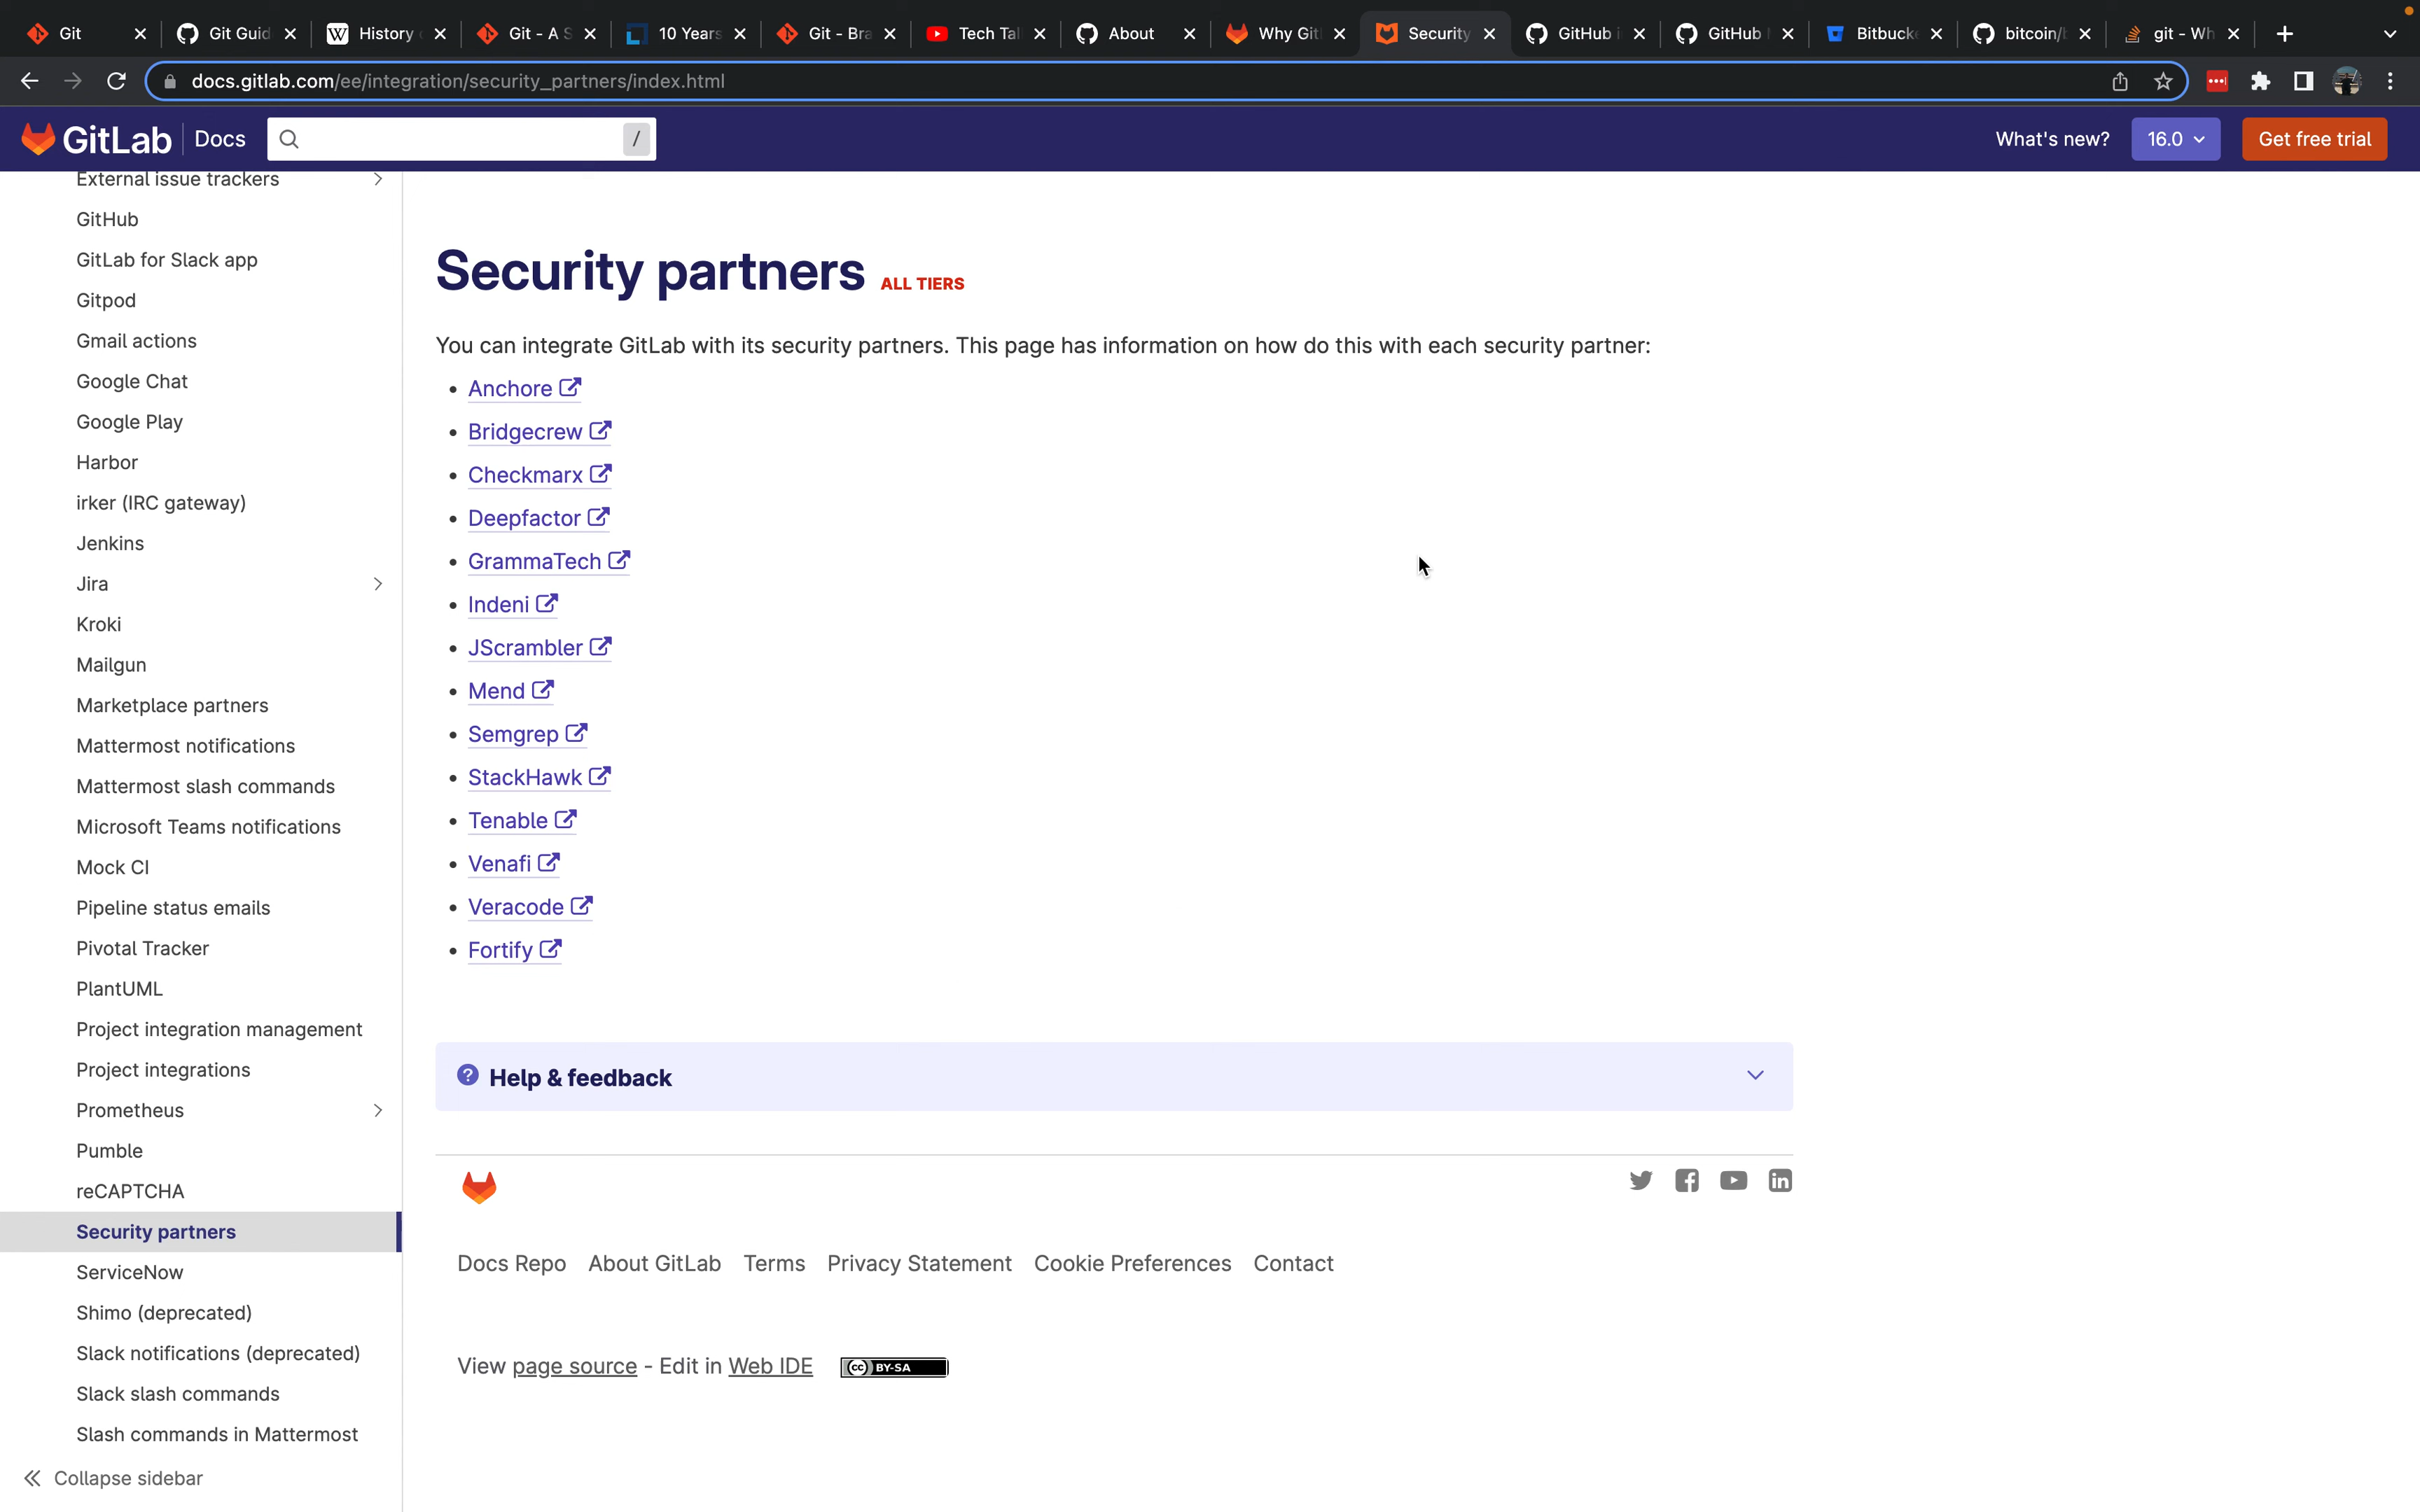 Git
Git Guid
History
Git - A S
10 Years
Git - Bra
Tech Tal
About
Why Git
Security
GitHub
GitHub
Bitbucke
bitcoin/b
git - Wh
docs.gitlab.com/ee/integration/security_partners/index.html
GitLab Docs
/
What's new?
16.0
Get free trial
External issue trackers
GitHub
GitLab for Slack app
Gitpod
Gmail actions
Google Chat
Google Play
Harbor
irker (IRC gateway)
Jenkins
Jira
Kroki
Mailgun
Marketplace partners
Mattermost notifications
Mattermost slash commands
Microsoft Teams notifications
Mock CI
Pipeline status emails
Pivotal Tracker
PlantUML
Project integration management
Project integrations
Prometheus
Pumble
reCAPTCHA
Security partners
ServiceNow
Shimo (deprecated)
Slack notifications (deprecated)
Slack slash commands
Slash commands in Mattermost
Collapse sidebar
Security partners ALL TIERS
You can integrate GitLab with its security partners. This page has information on how do this with each security partner:
• Anchore
• Bridgecrew
• Checkmarx
• Deepfactor
• GrammaTech
• Indeni
• JScrambler
• Mend
• Semgrep
• StackHawk
• Tenable
• Venafi
• Veracode
• Fortify
Help & feedback
Docs Repo About GitLab Terms Privacy Statement Cookie Preferences Contact
View page source - Edit in Web IDE
cc BY-SA